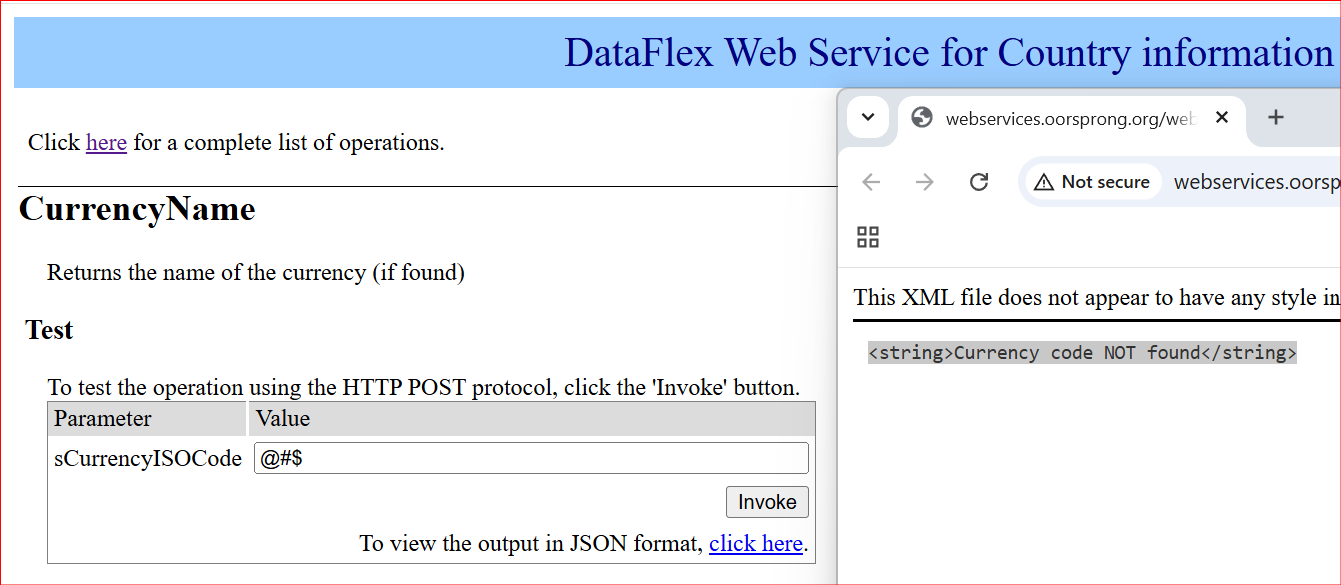 DataFlex Web Service for Country information
Click here for a complete list of operations.
CurrencyName
Returns the name of the currency (if found)
Test
To test the operation using the HTTP POST protocol, click the 'Invoke' button.
Parameter Value
sCurrencyISOCode @#$
Invoke
To view the output in JSON format, click here.
webservices.oorsprong.org/web
Not secure webservices.oorsp
This XML file does not appear to have any style in
<string>Currency code NOT found</string>